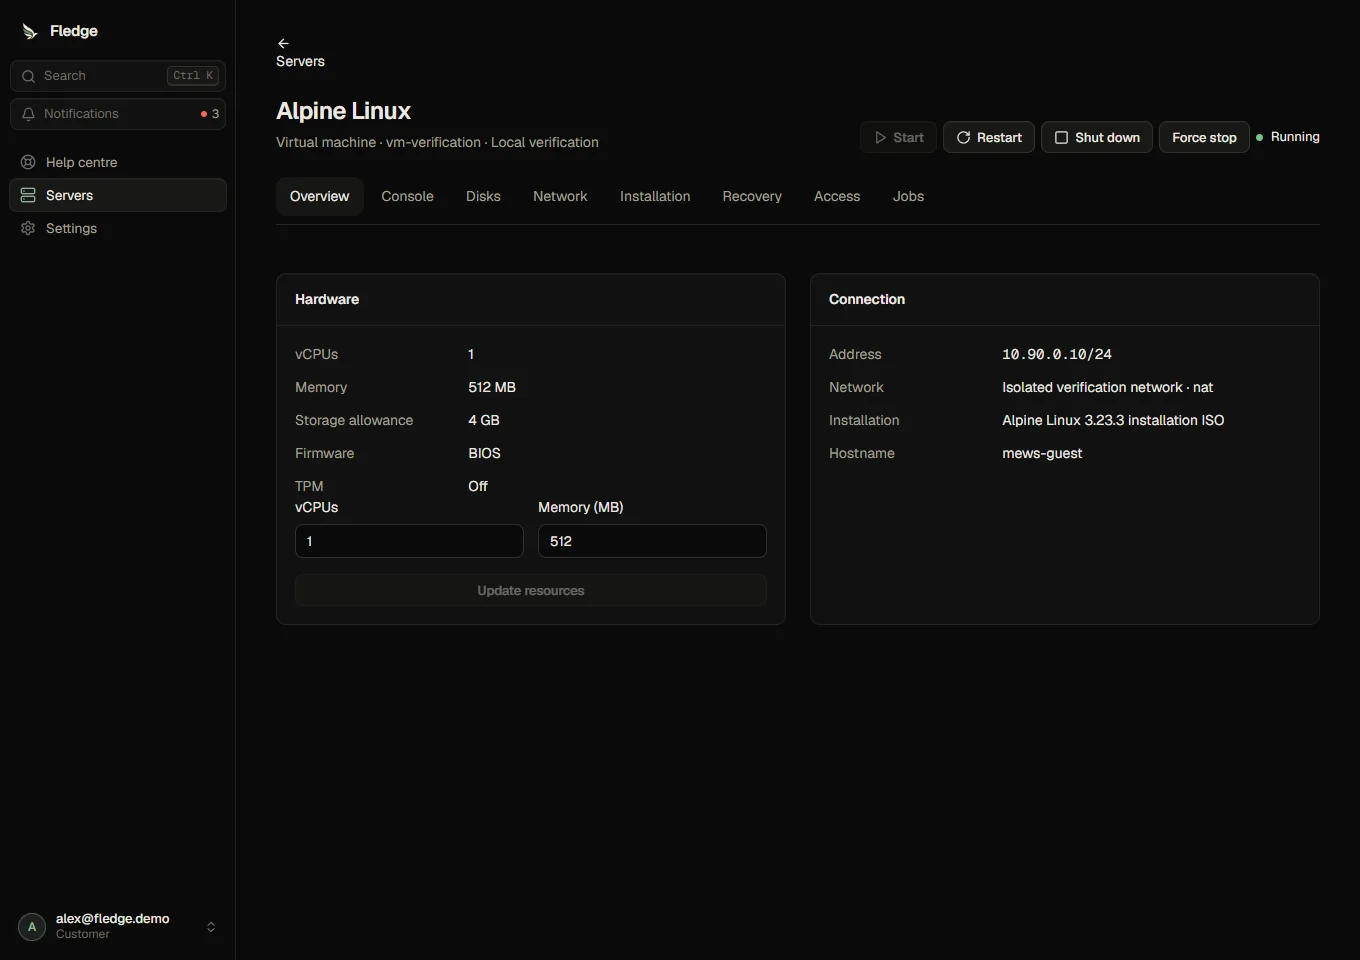 Fledge
Search
Ctrl K
Notifications
3
Help centre
Servers
Settings
alex@fledge.demo
A
Customer
Servers
Alpine Linux
Virtual machine · vm-verification · Local verification
Start
Restart
Shut down
Force stop
Running
Overview
Console
Disks
Network
Installation
Recovery
Access
Jobs
Hardware
vCPUs 1
Memory 512 MB
Storage allowance 4 GB
Firmware BIOS
TPM Off
vCPUs
Memory (MB)
1
512
Update resources
Connection
Address 10.90.0.10/24
Network Isolated verification network · nat
Installation Alpine Linux 3.23.3 installation ISO
Hostname mews-guest